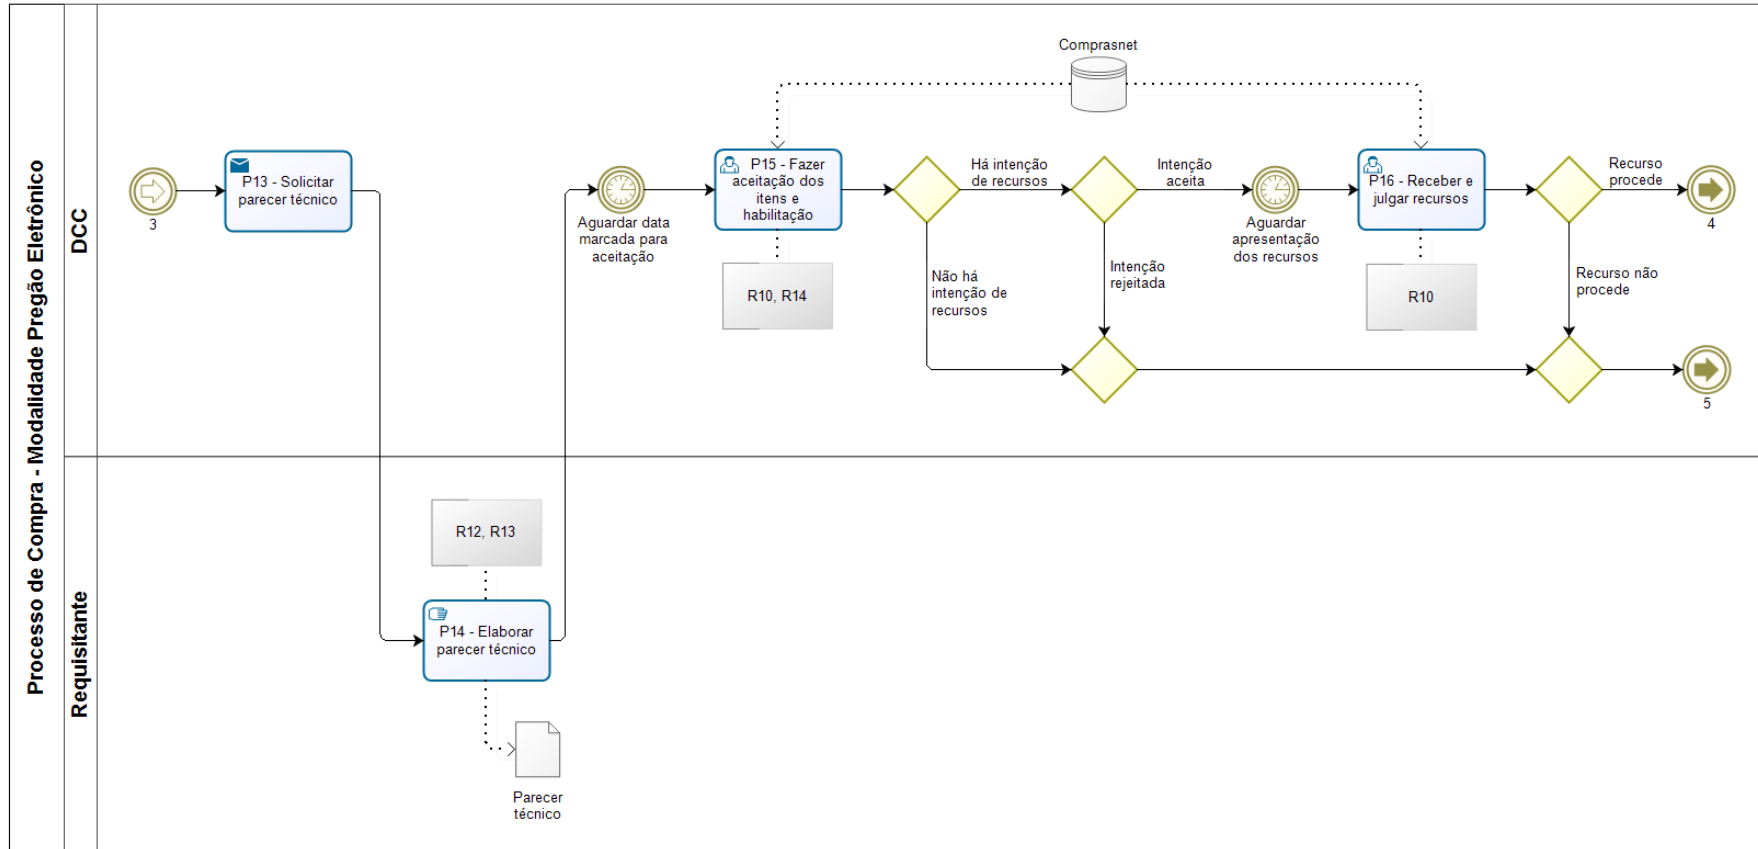 Processo de Compra - Modalidade Pregão Eletrônico
DCC
Requisitante
3
P13 - Solicitar
parecer técnico
Aguardar data
marcada para
aceitação
Comprasnet
P15 - Fazer
aceitação dos
itens e
habilitação
R10, R14
Há intenção
de recursos
Não há
intenção de
recursos
Intenção
aceita
Intenção
rejeitada
Aguardar
apresentação
dos recursos
P16 - Receber e
julgar recursos
R10
Recurso
procede
Recurso não
procede
4
5
R12, R13
P14 - Elaborar
parecer técnico
Parecer
técnico